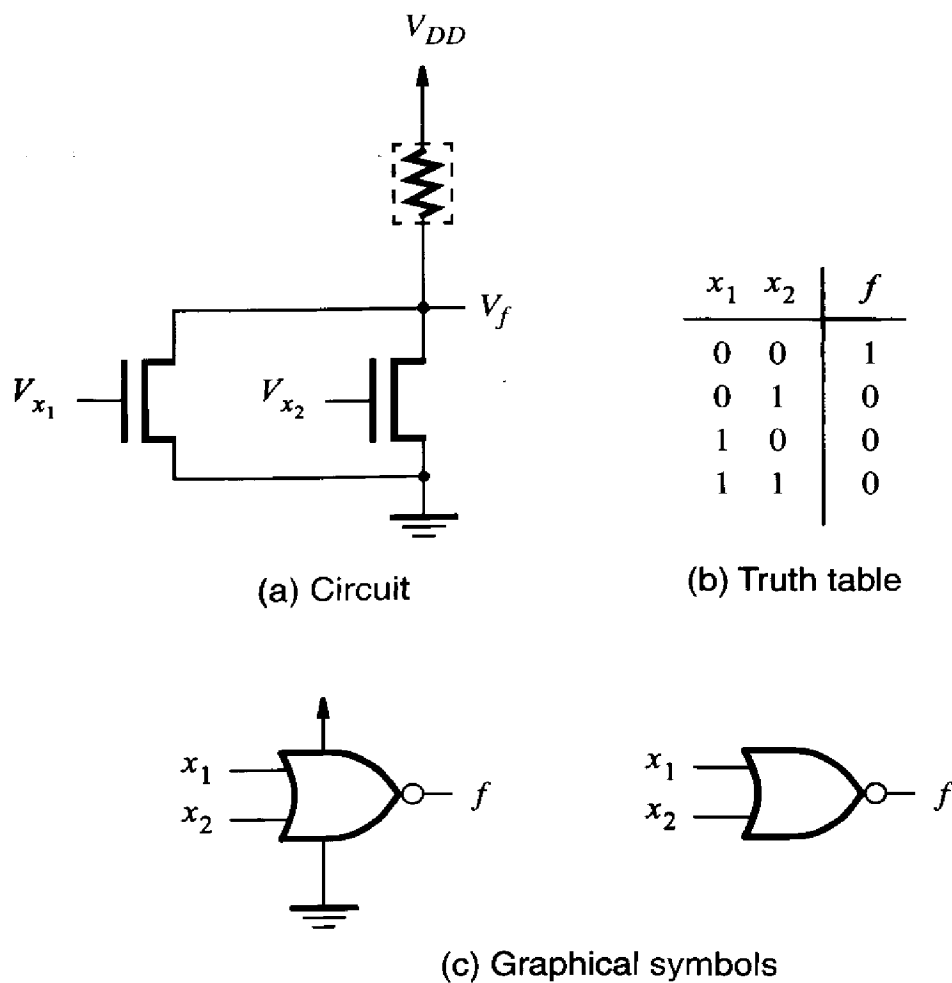 V_DD
V_f
V_x1 V_x2
x1 x2 f
0 0 1
0 1 0
1 0 0
1 1 0
(a) Circuit
(b) Truth table
x1
x2
f
x1
x2
f
(c) Graphical symbols